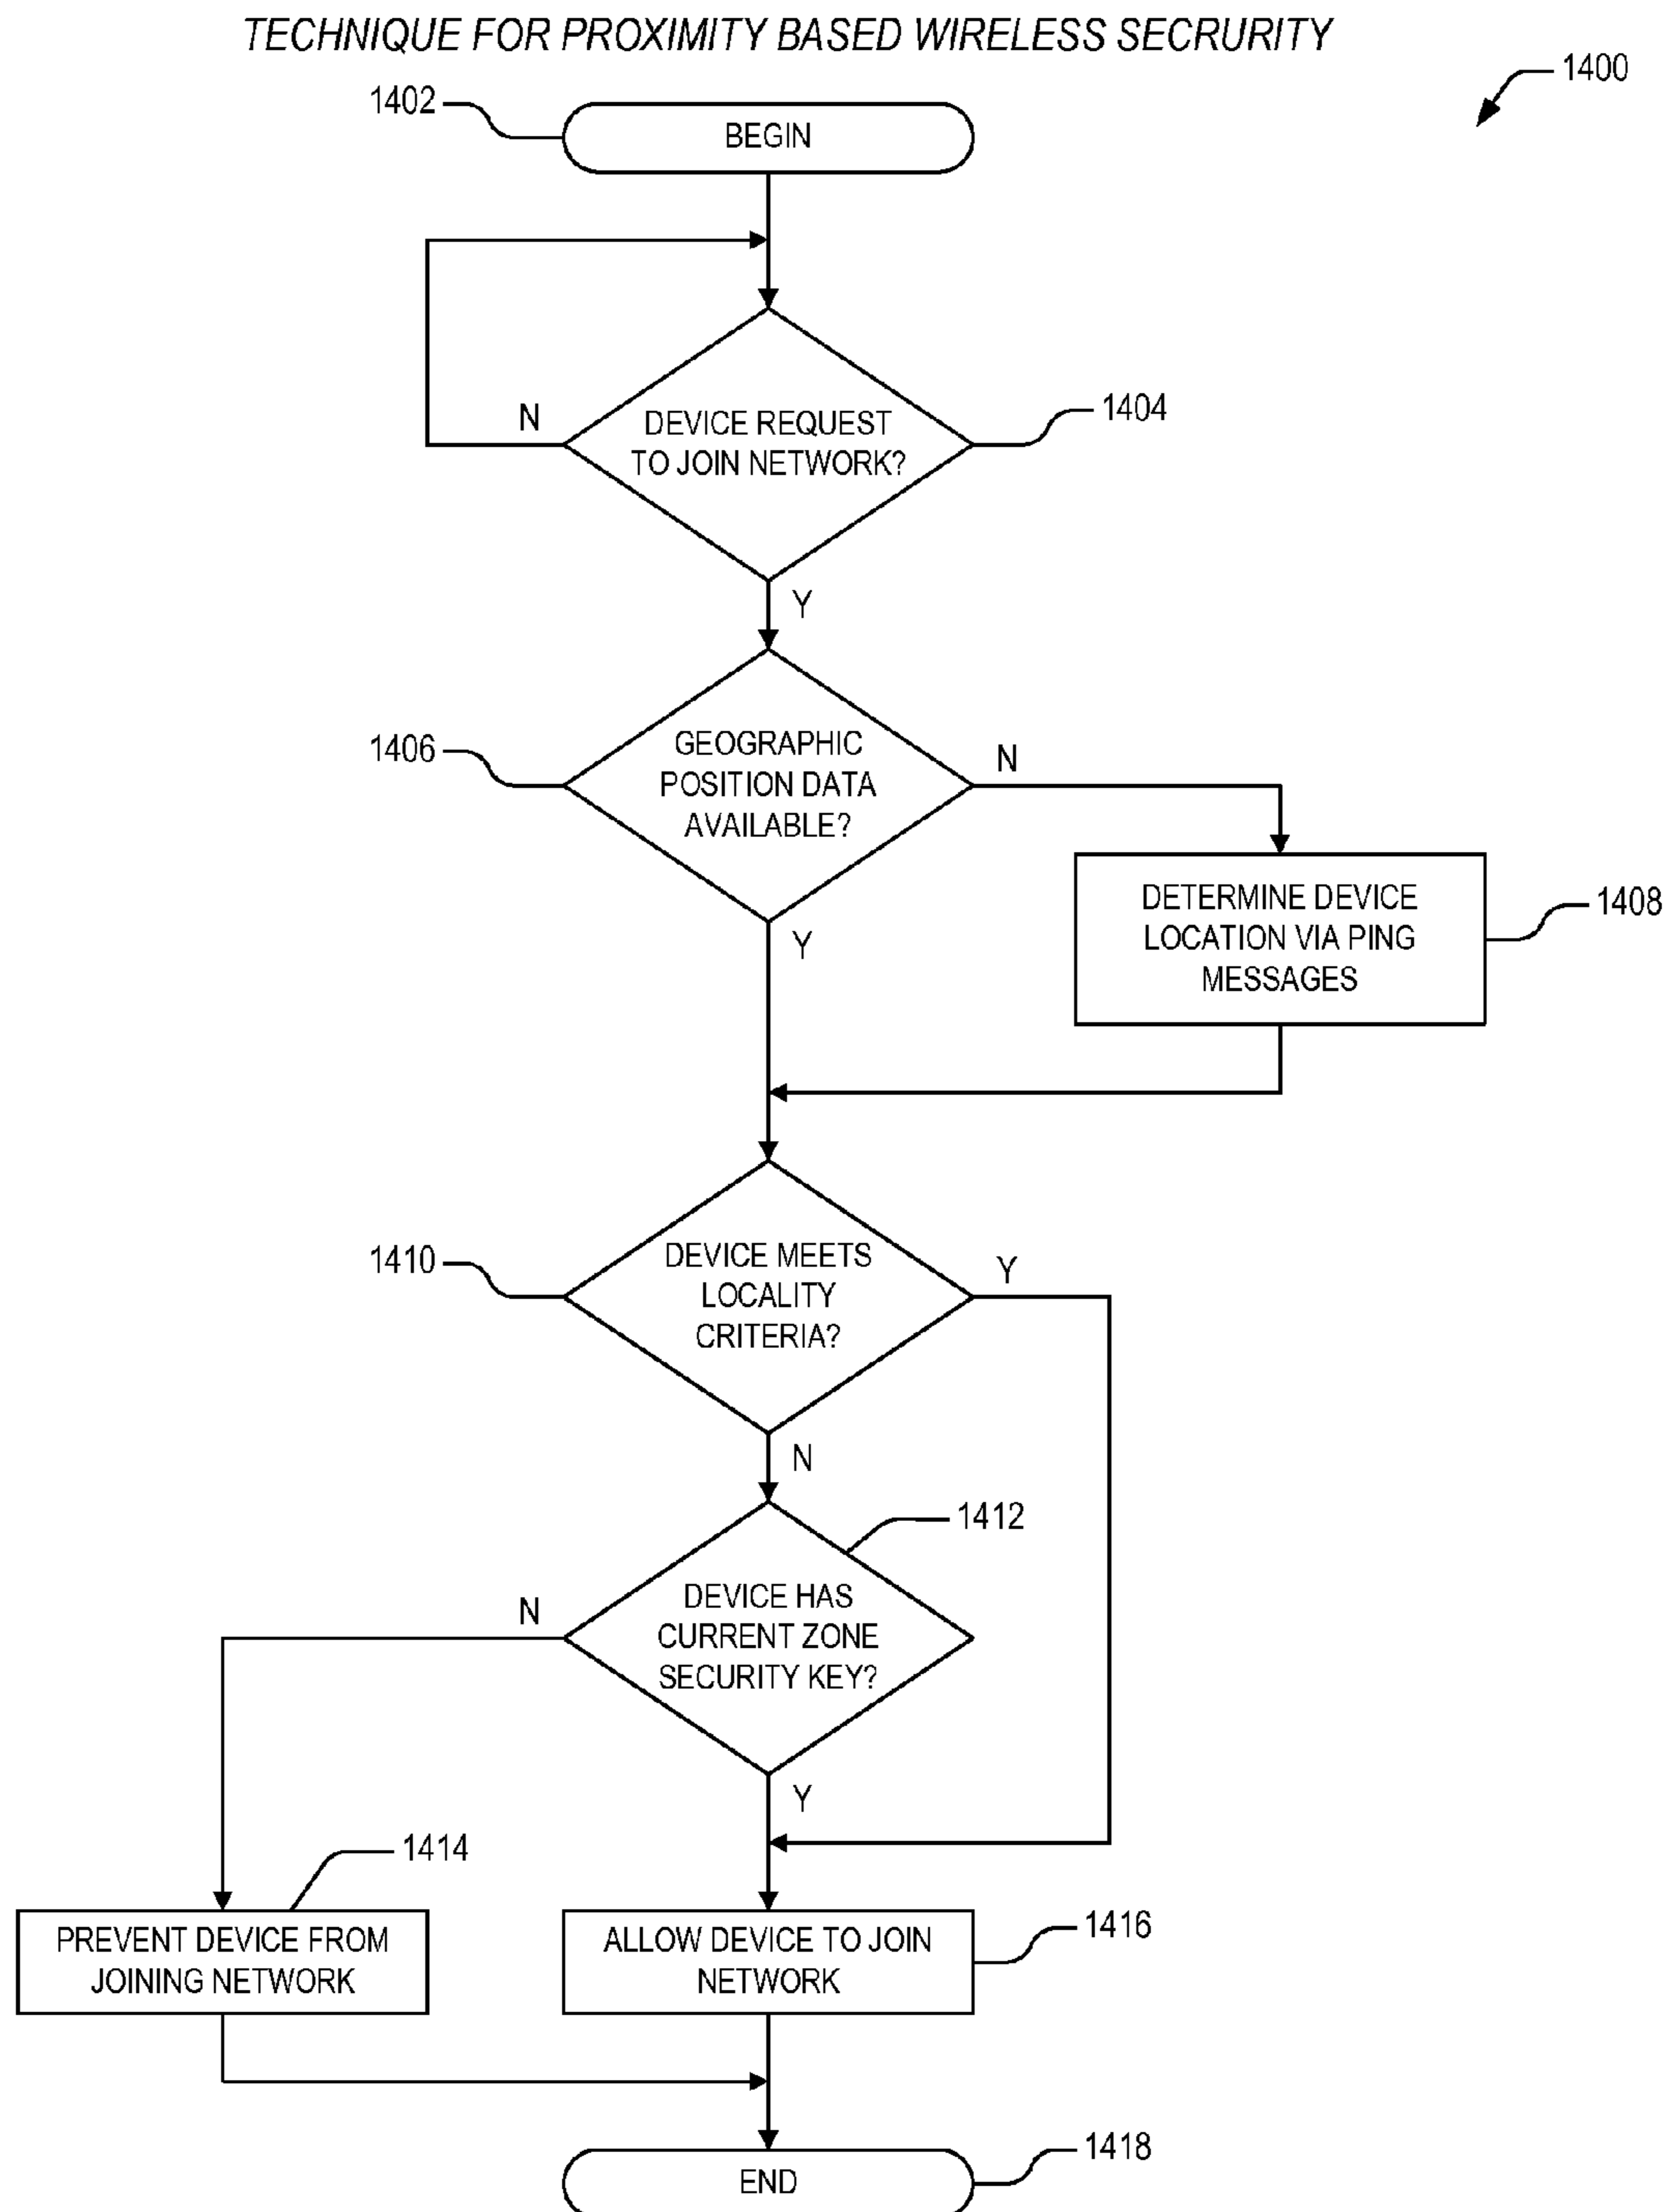 TECHNIQUE FOR PROXIMITY BASED WIRELESS SECRURITY
1400
1402
BEGIN
N
DEVICE REQUEST
TO JOIN NETWORK?
1404
Y
1406
GEOGRAPHIC
POSITION DATA
AVAILABLE?
N
Y
DETERMINE DEVICE
LOCATION VIA PING
MESSAGES
1408
1410
DEVICE MEETS
LOCALITY
CRITERIA?
Y
N
1412
N
DEVICE HAS
CURRENT ZONE
SECURITY KEY?
Y
1414
PREVENT DEVICE FROM
JOINING NETWORK
ALLOW DEVICE TO JOIN
NETWORK
1416
END
1418